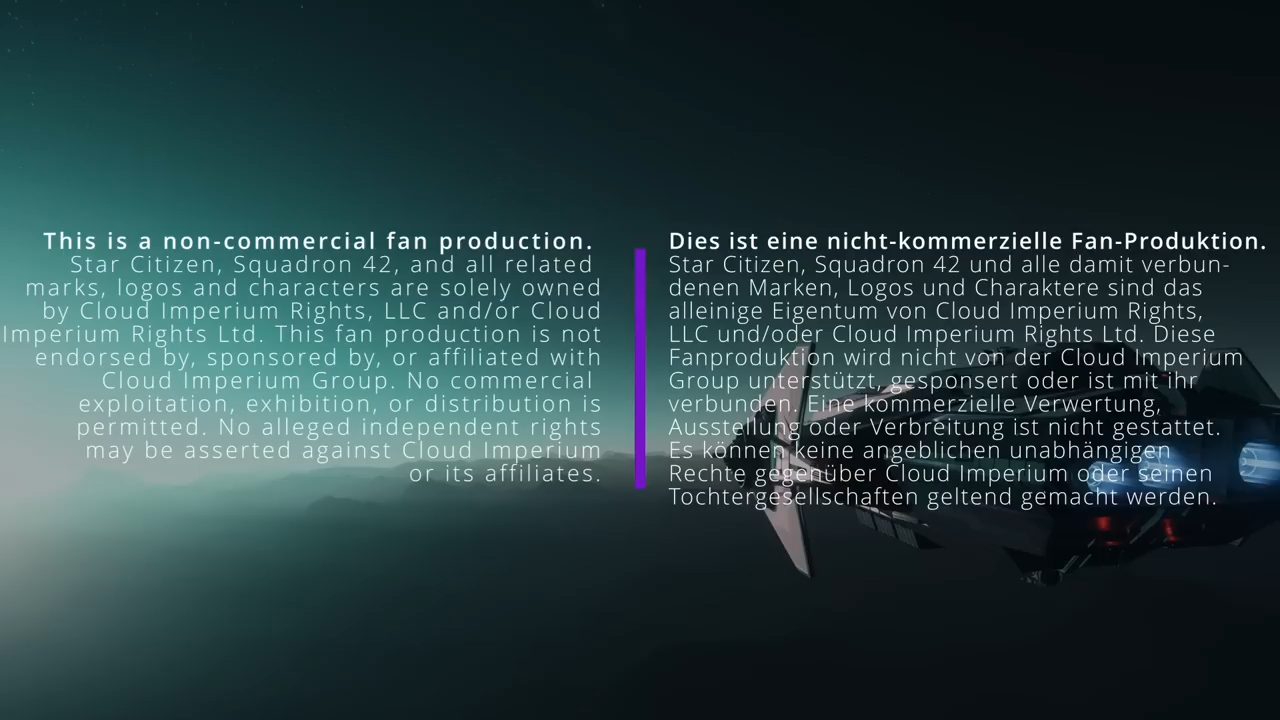 This is a non-commercial fan production.
Star Citizen, Squadron 42, and all related
marks, logos and characters are solely owned
by Cloud Imperium Rights, LLC and/or Cloud
Imperium Rights Ltd. This fan production is not
endorsed by, sponsored by, or affiliated with
Cloud Imperium Group. No commercial
exploitation, exhibition, or distribution is
permitted. No alleged independent rights
may be asserted against Cloud Imperium
or its affiliates.
Dies ist eine nicht-kommerzielle Fan-Produktion.
Star Citizen, Squadron 42 und alle damit verbun-
denen Marken, Logos und Charaktere sind das
alleinige Eigentum von Cloud Imperium Rights,
LLC und/oder Cloud Imperium Rights Ltd. Diese
Fanproduktion wird nicht von der Cloud Imperium
Group unterstützt, gesponsert oder ist mit ihr
verbunden. Eine kommerzielle Verwertung,
Ausstellung oder Verbreitung ist nicht gestattet.
Es können keine angeblichen unabhängigen
Rechte gegenüber Cloud Imperium oder seinen
Tochtergesellschaften geltend gemacht werden.